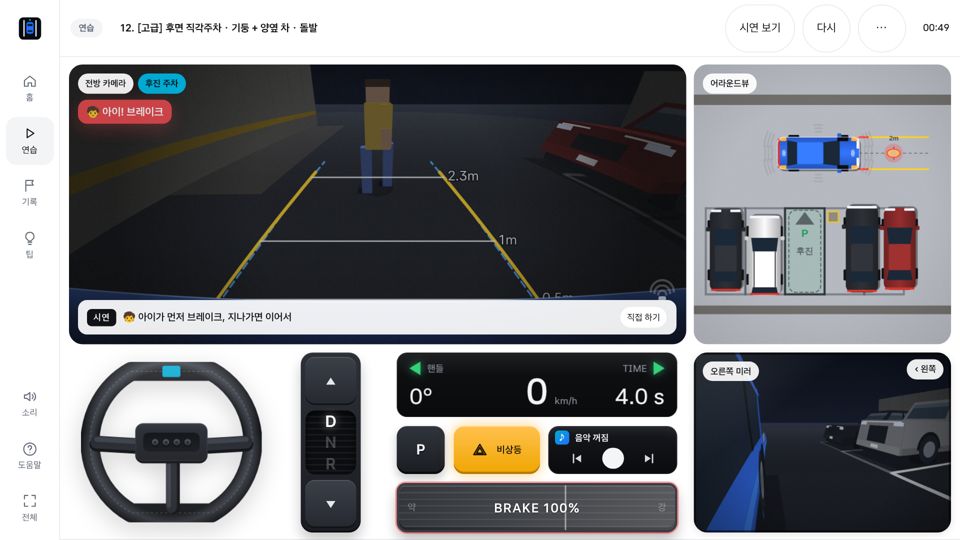 연습
12. [고급] 후면 직각주차 · 기둥 + 양옆 차 · 돌발
시연 보기
다시
···
00:49
홈
연습
기록
팁
소리
도움말
전체
전방 카메라
후진 주차
아이! 브레이크
2.3m
1m
0.5m
시연
아이가 먼저 브레이크, 지나가면 이어서
직접 하기
어라운드뷰
2m
P
후진
D
N
R
핸들
TIME
0°
0 km/h
4.0 s
P
비상등
음악 꺼짐
약
BRAKE 100%
강
오른쪽 미러
‹ 왼쪽